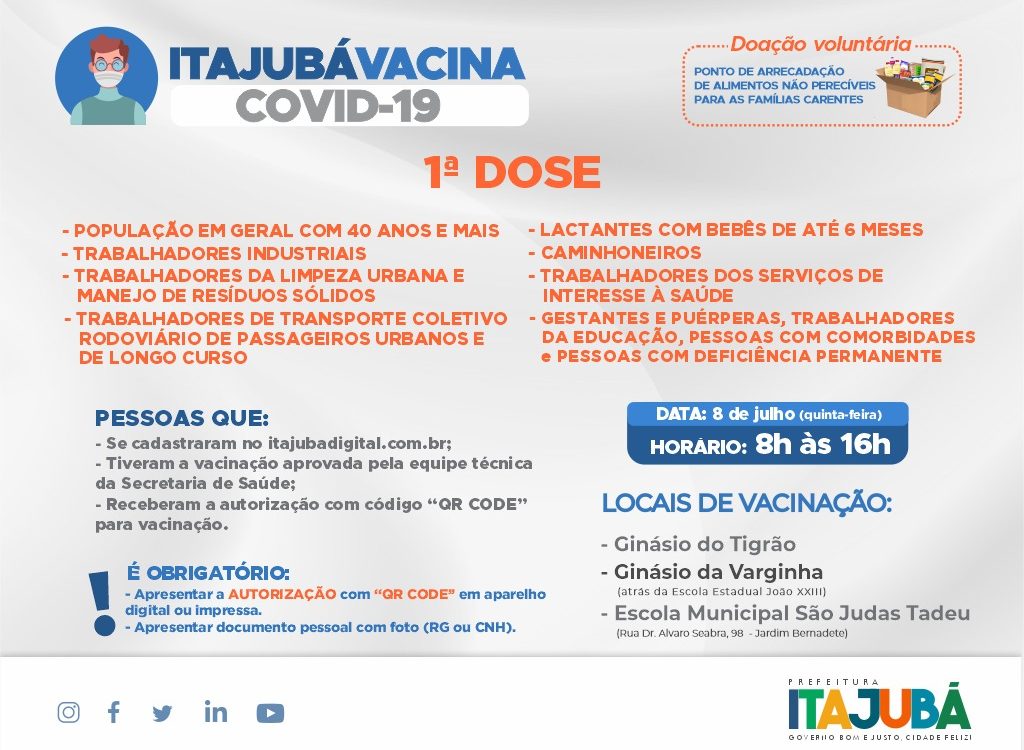 ITAJUBÁVACINA
COVID-19
Doação voluntária
PONTO DE ARRECADAÇÃO
DE ALIMENTOS NÃO PERECÍVEIS
PARA AS FAMÍLIAS CARENTES
1ª DOSE
- POPULAÇÃO EM GERAL COM 40 ANOS E MAIS
- TRABALHADORES INDUSTRIAIS
- TRABALHADORES DA LIMPEZA URBANA E
MANEJO DE RESÍDUOS SÓLIDOS
- TRABALHADORES DE TRANSPORTE COLETIVO
RODOVIÁRIO DE PASSAGEIROS URBANOS E
DE LONGO CURSO
- LACTANTES COM BEBÊS DE ATÉ 6 MESES
- CAMINHONEIROS
- TRABALHADORES DOS SERVIÇOS DE
INTERESSE À SAÚDE
- GESTANTES E PUÉRPERAS, TRABALHADORES
DA EDUCAÇÃO, PESSOAS COM COMORBIDADES
e PESSOAS COM DEFICIÊNCIA PERMANENTE
PESSOAS QUE:
- Se cadastraram no itajubadigital.com.br;
- Tiveram a vacinação aprovada pela equipe técnica
da Secretaria de Saúde;
- Receberam a autorização com código “QR CODE”
para vacinação.
É OBRIGATÓRIO:
- Apresentar a AUTORIZAÇÃO com “QR CODE” em aparelho
digital ou impressa.
- Apresentar documento pessoal com foto (RG ou CNH).
DATA: 8 de julho (quinta-feira)
HORÁRIO: 8h às 16h
LOCAIS DE VACINAÇÃO:
- Ginásio do Tigrão
- Ginásio da Varginha
(atrás da Escola Estadual João XXIII)
- Escola Municipal São Judas Tadeu
(Rua Dr. Alvaro Seabra, 98 - Jardim Bernadete)
PREFEITURA
ITAJUBÁ
GOVERNO BOM E JUSTO, CIDADE FELIZ!